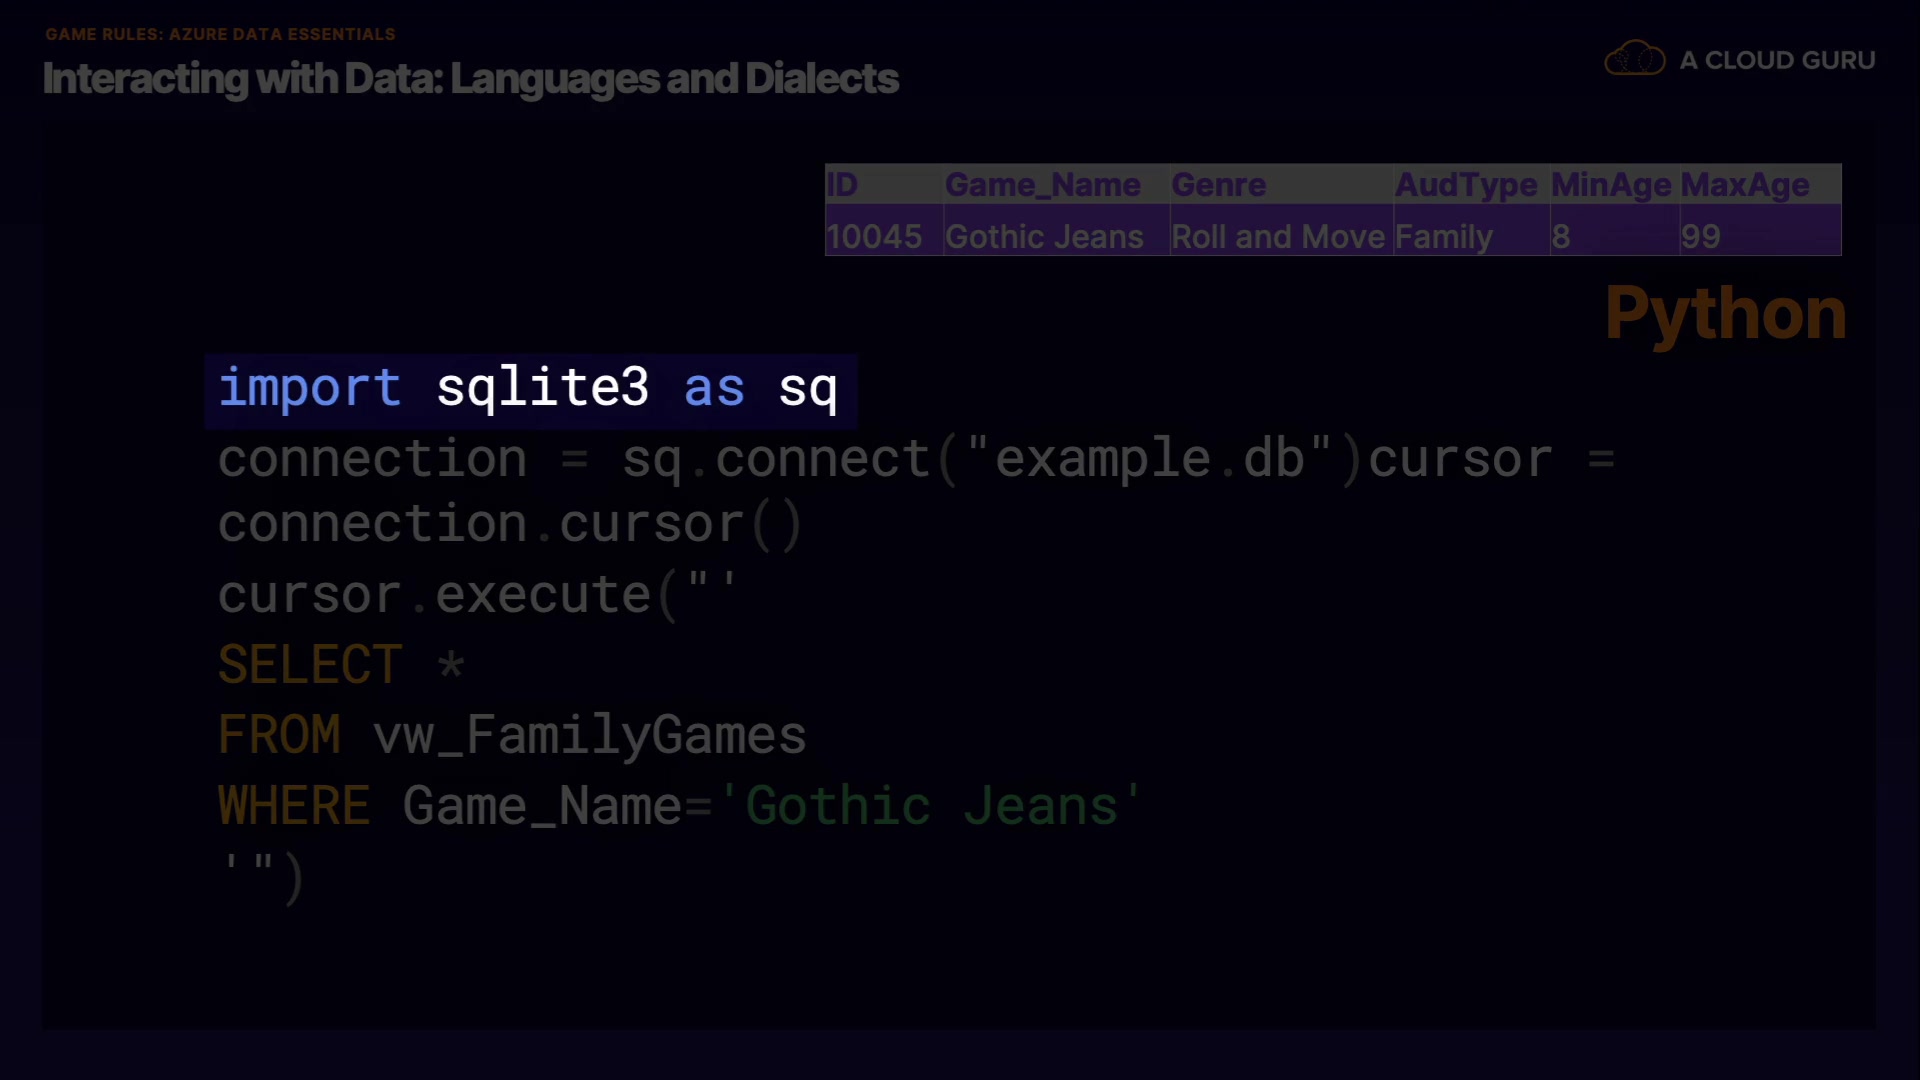 GAME RULES: AZURE DATA ESSENTIALS
Interacting with Data: Languages and Dialects
A CLOUD GURU
ID Game_Name Genre AudType MinAge MaxAge
10045 Gothic Jeans Roll and Move Family 8 99
Python
import sqlite3 as sq
connection = sq.connect("example.db")cursor =
connection.cursor()
cursor.execute("'
SELECT *
FROM vw_FamilyGames
WHERE Game_Name='Gothic Jeans'
'")